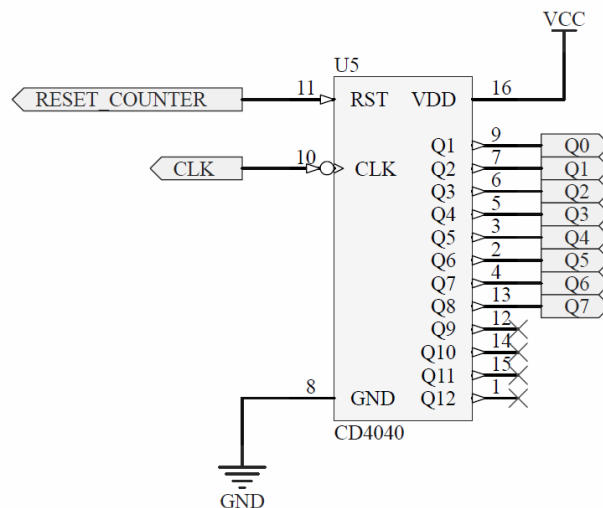 VCC
U5
RESET_COUNTER 11 RST VDD 16
Q1 9 Q0
CLK 10 CLK Q2 7 Q1
Q3 6 Q2
Q4 5 Q3
Q5 3 Q4
Q6 2 Q5
Q7 4 Q6
Q8 13 Q7
Q9 12
Q10 14
Q11 15
8 GND Q12 1
CD4040
GND